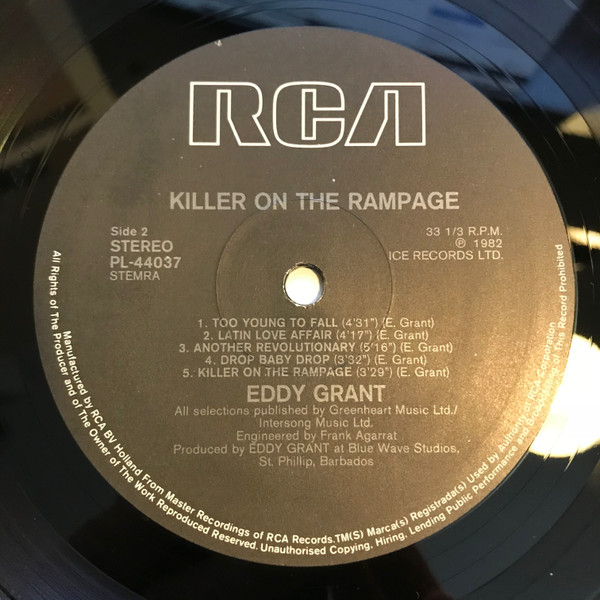 RCA
KILLER ON THE RAMPAGE
Side 2
STEREO
PL-44037
STEMRA
33 1/3 R.P.M.
℗ 1982
ICE RECORDS LTD.
1. TOO YOUNG TO FALL (4'31") (E. Grant)
2. LATIN LOVE AFFAIR (4'17") (E. Grant)
3. ANOTHER REVOLUTIONARY (5'16") (E. Grant)
4. DROP BABY DROP (3'32") (E. Grant)
5. KILLER ON THE RAMPAGE (3'29") (E. Grant)
EDDY GRANT
All selections published by Greenheart Music Ltd./
Intersong Music Ltd.
Engineered by Frank Agarrat
Produced by EDDY GRANT at Blue Wave Studios,
St. Phillip, Barbados
Manufactured by RCA BV Holland From Master Recordings of RCA Records.TM(S) Marca(s) Registrada(s) Used by Authority of RCA Corporation
All Rights of The Producer and of The Owner of The Work Reproduced Reserved. Unauthorised Copying, Hiring, Lending Public Performance and Broadcasting of This Record Prohibited